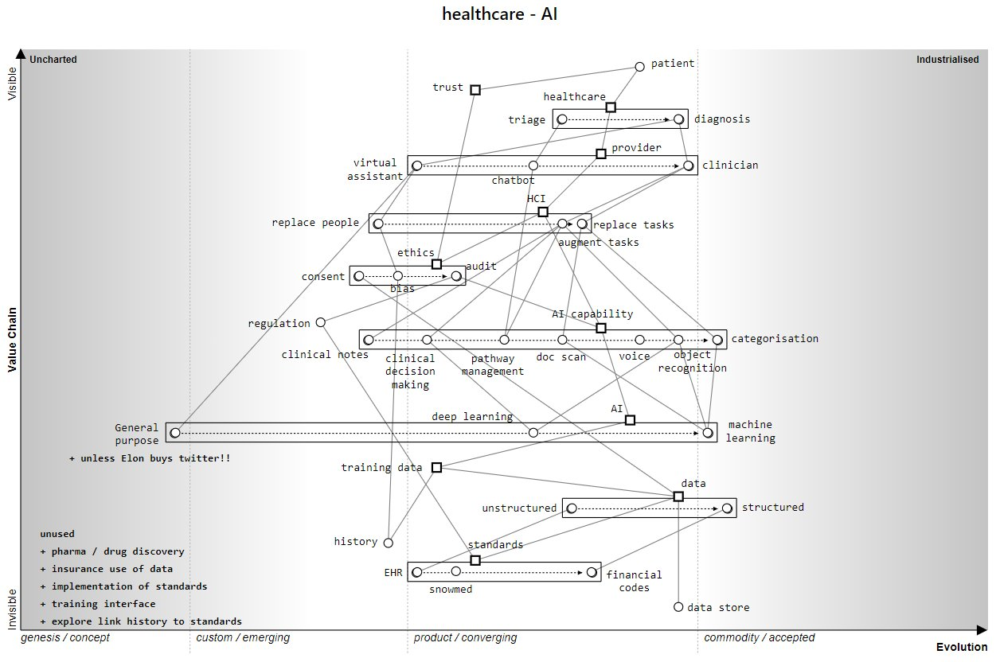 healthcare - AI
Uncharted
Industrialised
Visible
patient
trust
healthcare
triage
diagnosis
provider
virtual
assistant
chatbot
clinician
HCI
replace people
replace tasks
augment tasks
ethics
audit
consent
bias
AI capability
regulation
categorisation
clinical notes
clinical
decision
making
pathway
management
doc scan
voice
object
recognition
Value Chain
AI
deep learning
General
purpose
machine
learning
+ unless Elon buys twitter!!
training data
data
unstructured
structured
history
standards
EHR
snowmed
financial
codes
data store
unused
+ pharma / drug discovery
+ insurance use of data
+ implementation of standards
+ training interface
+ explore link history to standards
Invisible
genesis / concept
custom / emerging
product / converging
commodity / accepted
Evolution